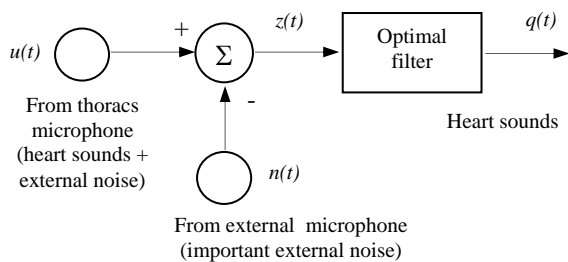 u(t)
+
Σ
-
z(t)
Optimal
filter
q(t)
From thoracs
microphone
(heart sounds +
external noise)
Heart sounds
n(t)
From external microphone
(important external noise)